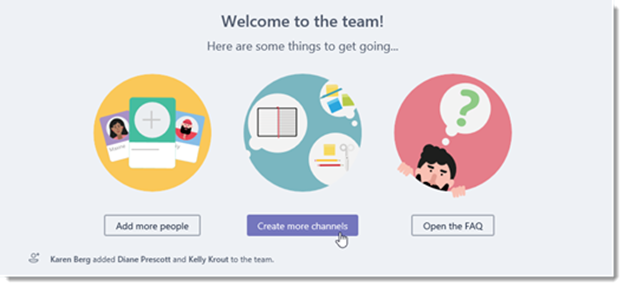 Welcome to the team!
Here are some things to get going...
Add more people
Create more channels
Open the FAQ
Karen Berg added Diane Prescott and Kelly Krout to the team.